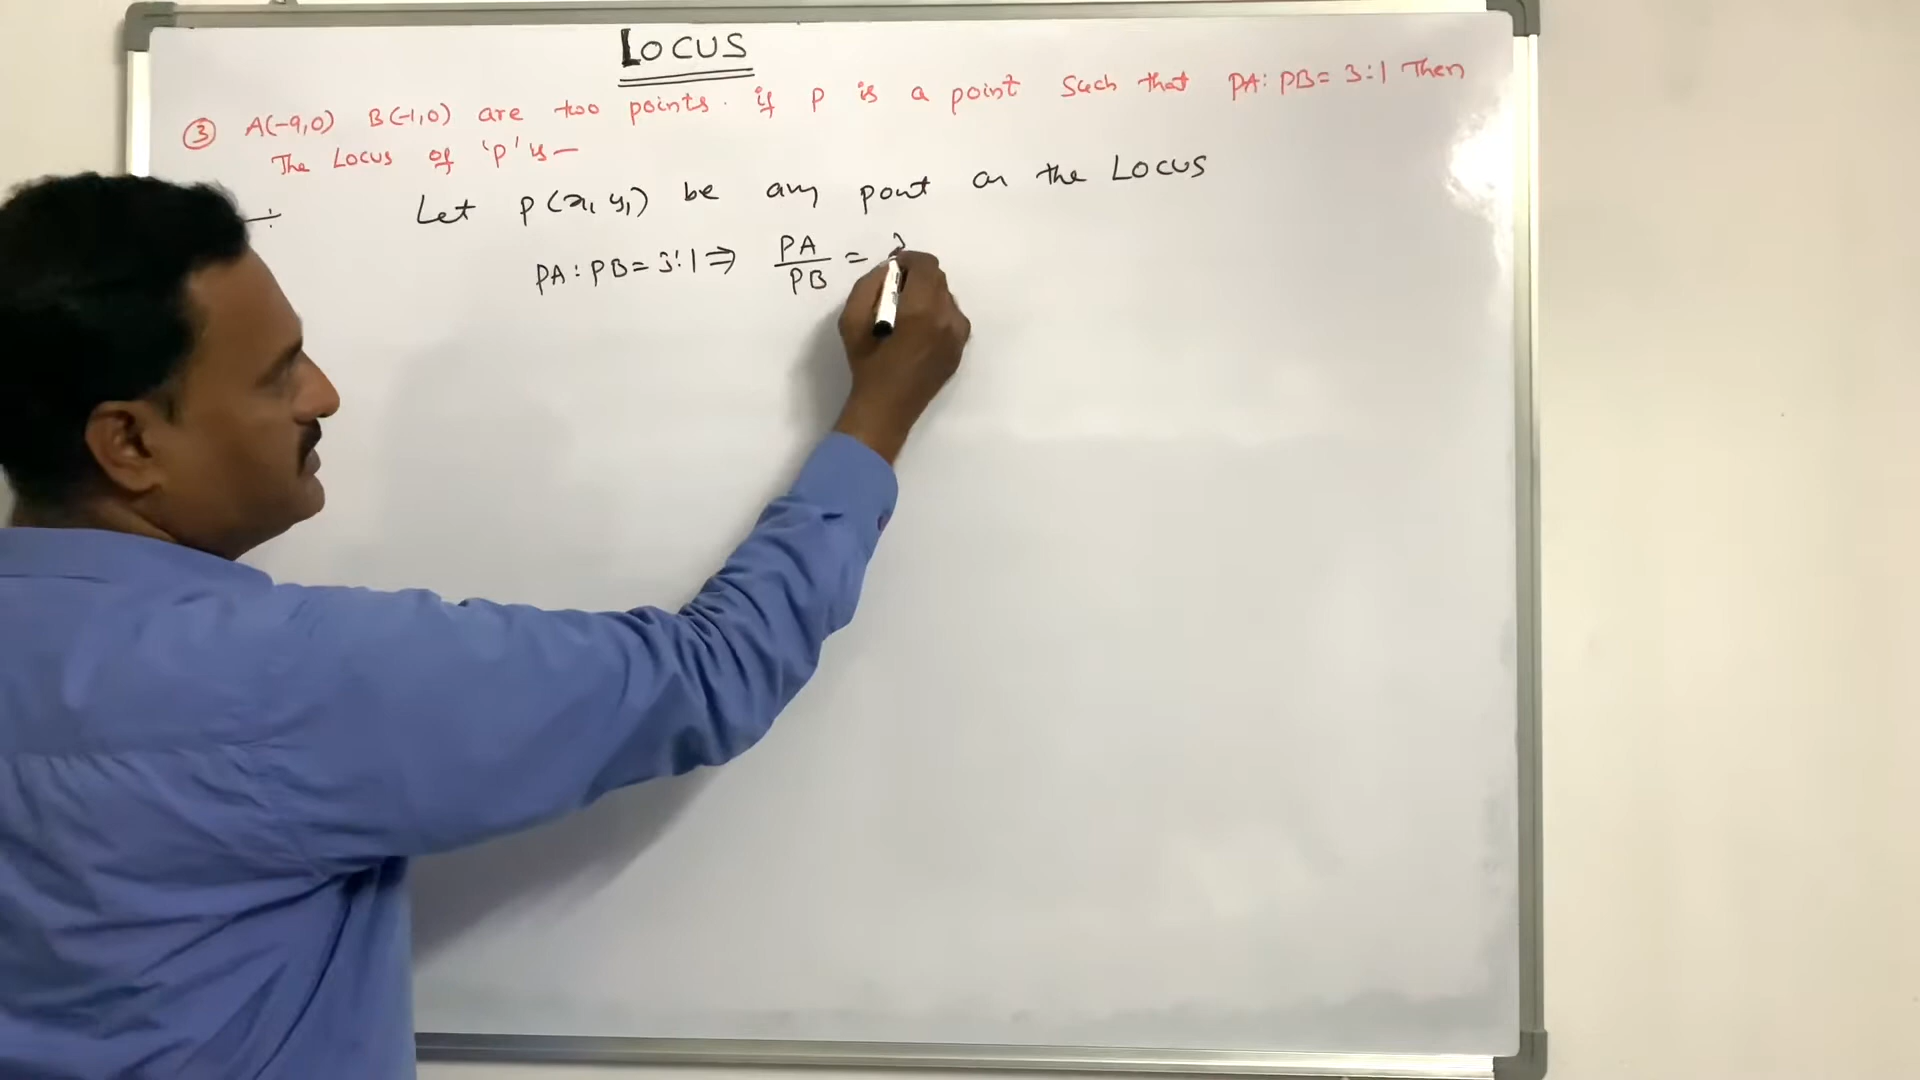 LOCUS
③ A(-9,0) B(-1,0) are two points. if P is a point Such that PA: PB= 3:1 Then
The Locus of 'P' is—
Let P(x₁ y₁) be any point on the LOCUS
PA : PB = 3:1 ⇒ PA/PB =